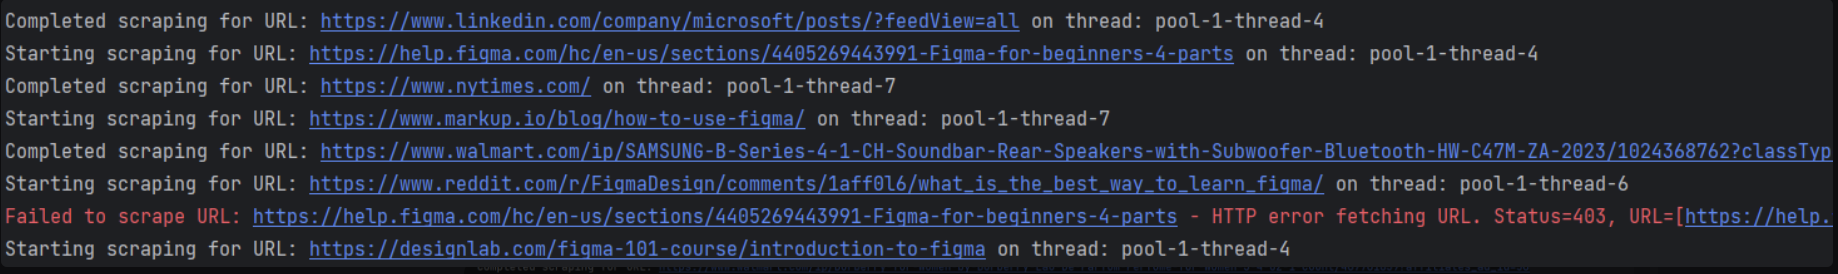 Completed scraping for URL: https://www.linkedin.com/company/microsoft/posts/?feedView=all on thread: pool-1-thread-4
Starting scraping for URL: https://help.figma.com/hc/en-us/sections/4405269443991-Figma-for-beginners-4-parts on thread: pool-1-thread-4
Completed scraping for URL: https://www.nytimes.com/ on thread: pool-1-thread-7
Starting scraping for URL: https://www.markup.io/blog/how-to-use-figma/ on thread: pool-1-thread-7
Completed scraping for URL: https://www.walmart.com/ip/SAMSUNG-B-Series-4-1-CH-Soundbar-Rear-Speakers-with-Subwoofer-Bluetooth-HW-C47M-ZA-2023/1024368762?classTyp
Starting scraping for URL: https://www.reddit.com/r/FigmaDesign/comments/1aff0l6/what_is_the_best_way_to_learn_figma/ on thread: pool-1-thread-6
Failed to scrape URL: https://help.figma.com/hc/en-us/sections/4405269443991-Figma-for-beginners-4-parts - HTTP error fetching URL. Status=403, URL=[https://help.
Starting scraping for URL: https://designlab.com/figma-101-course/introduction-to-figma on thread: pool-1-thread-4